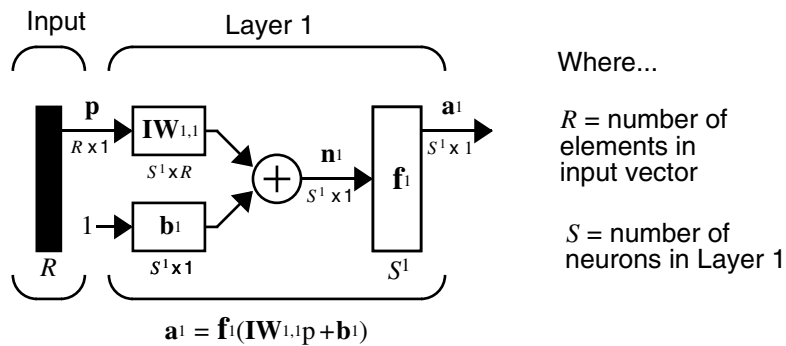 Input
Layer 1
Where...
p
R x 1
IW1,1
S1 x R
1
b1
S1 x 1
n1
S1 x 1
f1
a1
S1 x 1
R
S1
R = number of
elements in
input vector
S = number of
neurons in Layer 1
a1 = f1(IW1,1p +b1)